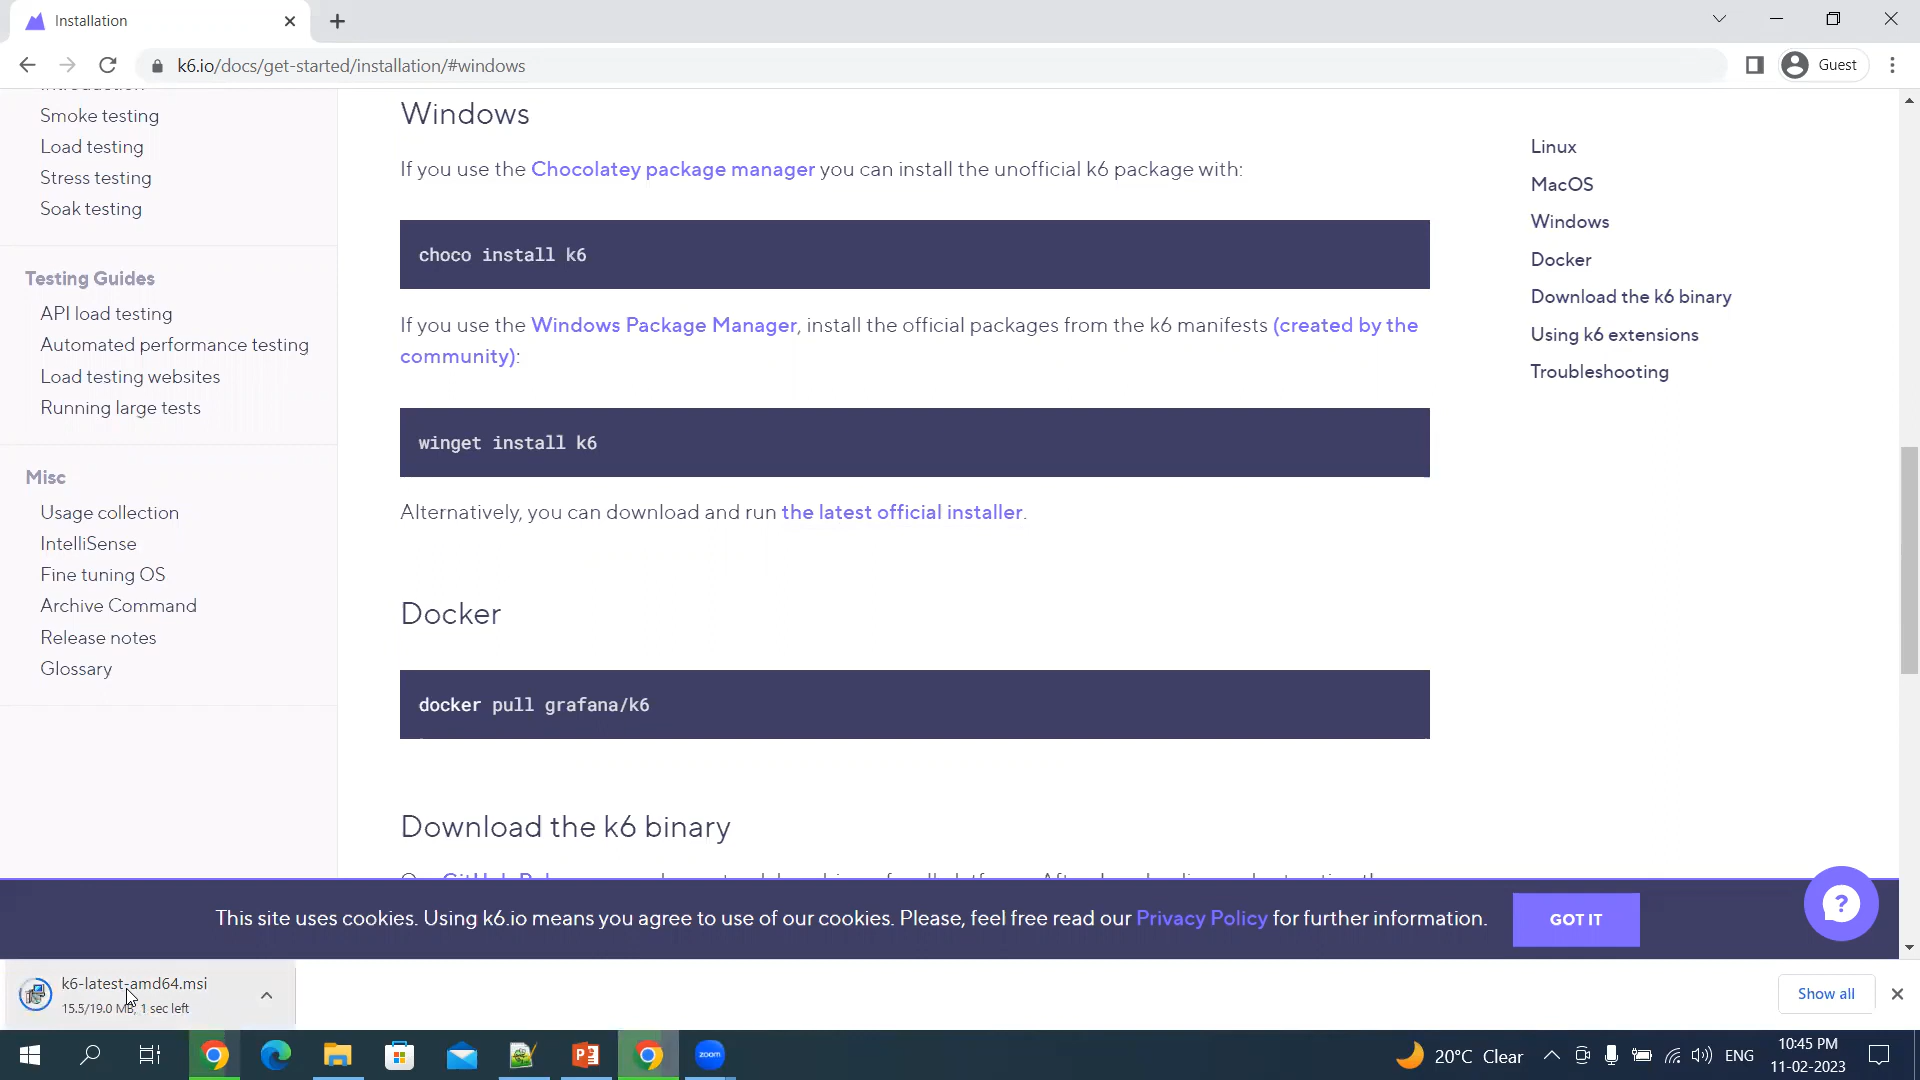 Installation
k6.io/docs/get-started/installation/#windows
Guest
Introduction
Smoke testing
Load testing
Stress testing
Soak testing
Testing Guides
API load testing
Automated performance testing
Load testing websites
Running large tests
Misc
Usage collection
IntelliSense
Fine tuning OS
Archive Command
Release notes
Glossary
Windows
If you use the Chocolatey package manager you can install the unofficial k6 package with:
choco install k6
If you use the Windows Package Manager, install the official packages from the k6 manifests (created by the
community):
winget install k6
Alternatively, you can download and run the latest official installer.
Docker
docker pull grafana/k6
Download the k6 binary
Linux
MacOS
Windows
Docker
Download the k6 binary
Using k6 extensions
Troubleshooting
This site uses cookies. Using k6.io means you agree to use of our cookies. Please, feel free read our Privacy Policy for further information.
GOT IT
k6-latest-amd64.msi
15.5/19.0 MB, 1 sec left
Show all
zoom
20°C Clear
ENG
10:45 PM
11-02-2023